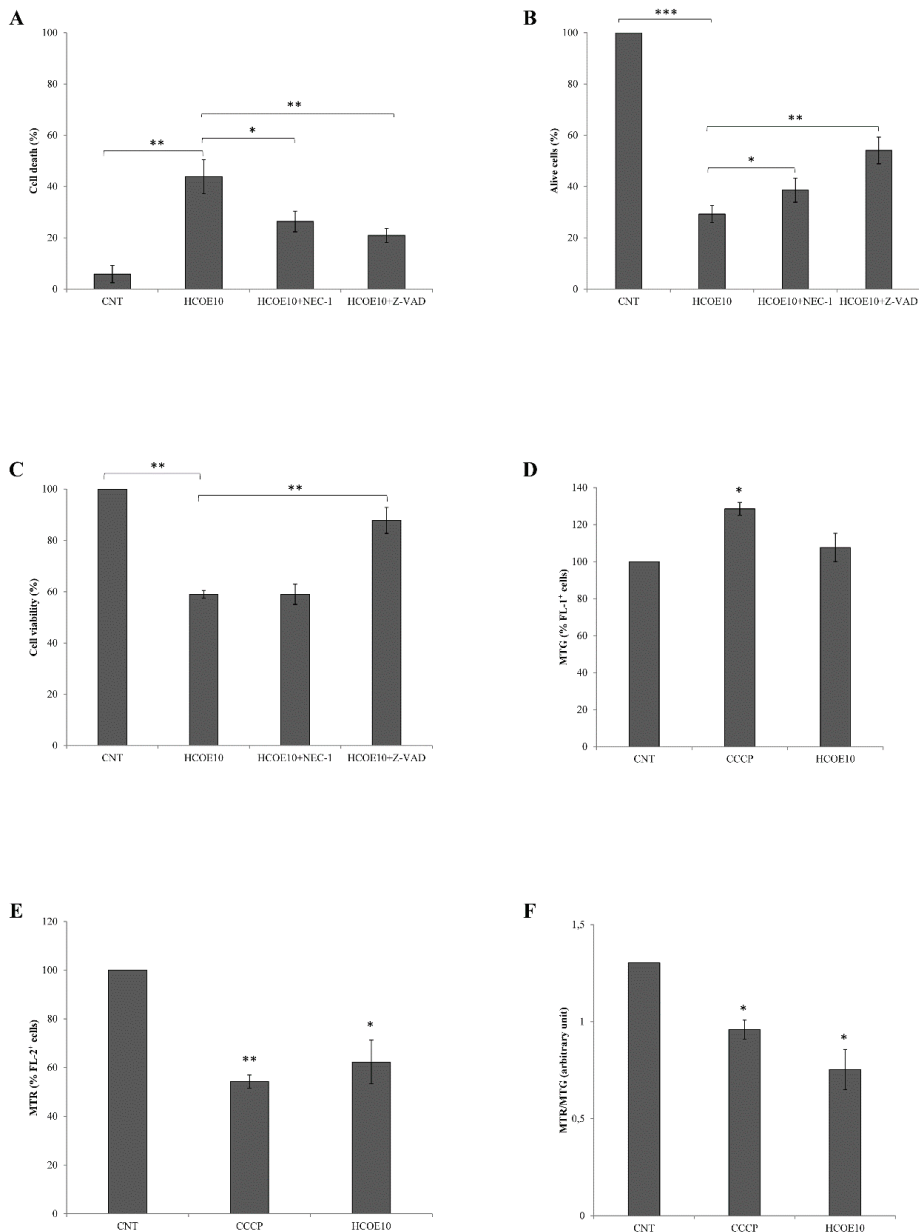 A
Cell death (%)
100
80
60
40
20
0
**
*
**
CNT HCOE10 HCOE10+NEC-1 HCOE10+Z-VAD
B
Alive cells (%)
100
80
60
40
20
0
***
**
*
CNT HCOE10 HCOE10+NEC-1 HCOE10+Z-VAD
C
Cell viability (%)
100
80
60
40
20
0
**
**
CNT HCOE10 HCOE10+NEC-1 HCOE10+Z-VAD
D
MTG (% FL-1⁺ cells)
140
120
100
80
60
40
20
0
*
CNT CCCP HCOE10
E
MTR (% FL-2⁺ cells)
120
100
80
60
40
20
0
**
*
CNT CCCP HCOE10
F
MTR/MTG (arbitrary unit)
1,5
1
0,5
0
*
*
CNT CCCP HCOE10